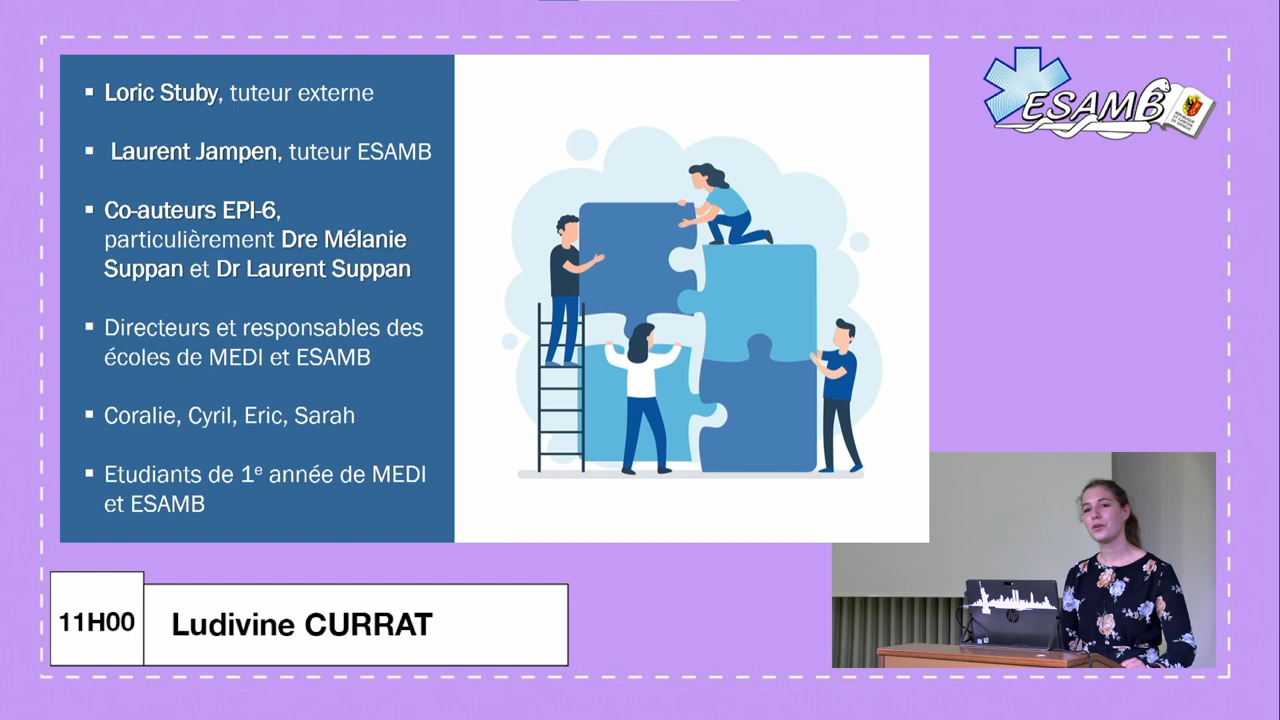 Loric Stuby, tuteur externe
Laurent Jampen, tuteur ESAMB
Co-auteurs EPI-6,
particulièrement Dre Mélanie
Suppan et Dr Laurent Suppan
Directeurs et responsables des
écoles de MEDI et ESAMB
Coralie, Cyril, Eric, Sarah
Etudiants de 1e année de MEDI
et ESAMB
ESAMB
11H00
Ludivine CURRAT
hp